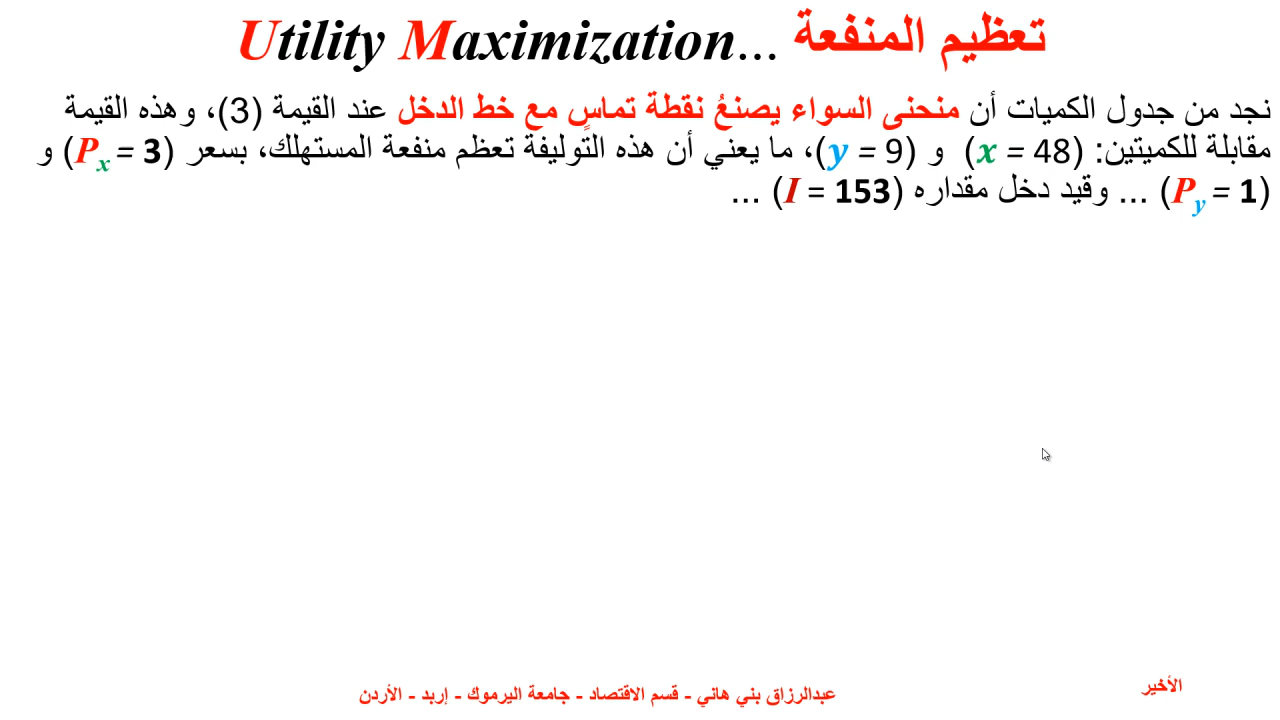 تعظيم المنفعة ...Utility Maximization
نجد من جدول الكميات أن منحنى السواء يصنعُ نقطة تماسٍ مع خط الدخل عند القيمة (3)، وهذه القيمة
مقابلة للكميتين: (x = 48) و (y = 9)، ما يعني أن هذه التوليفة تعظم منفعة المستهلك، بسعر (Px = 3) و
(Py = 1) ... وقيد دخل مقداره (I = 153) ...
الأخير
عبدالرزاق بني هاني - قسم الاقتصاد - جامعة اليرموك - إربد - الأردن